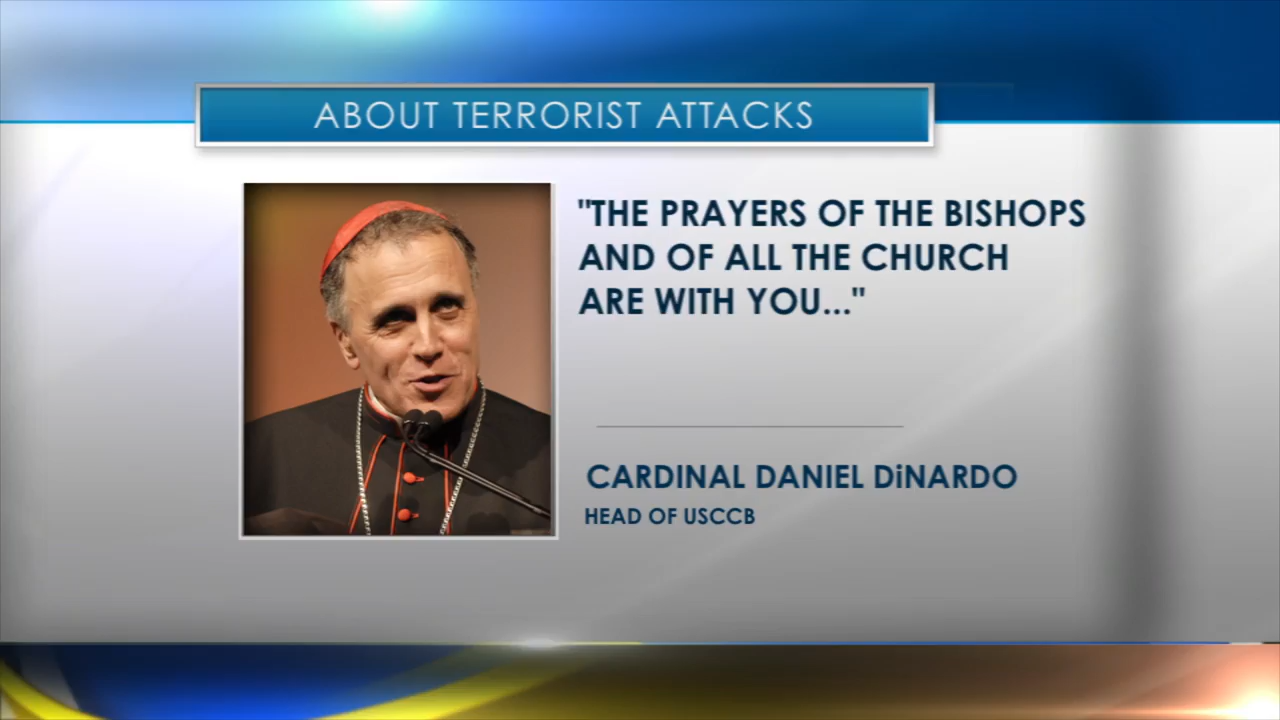 ABOUT TERRORIST ATTACKS
"THE PRAYERS OF THE BISHOPS
AND OF ALL THE CHURCH
ARE WITH YOU..."
CARDINAL DANIEL DiNARDO
HEAD OF USCCB